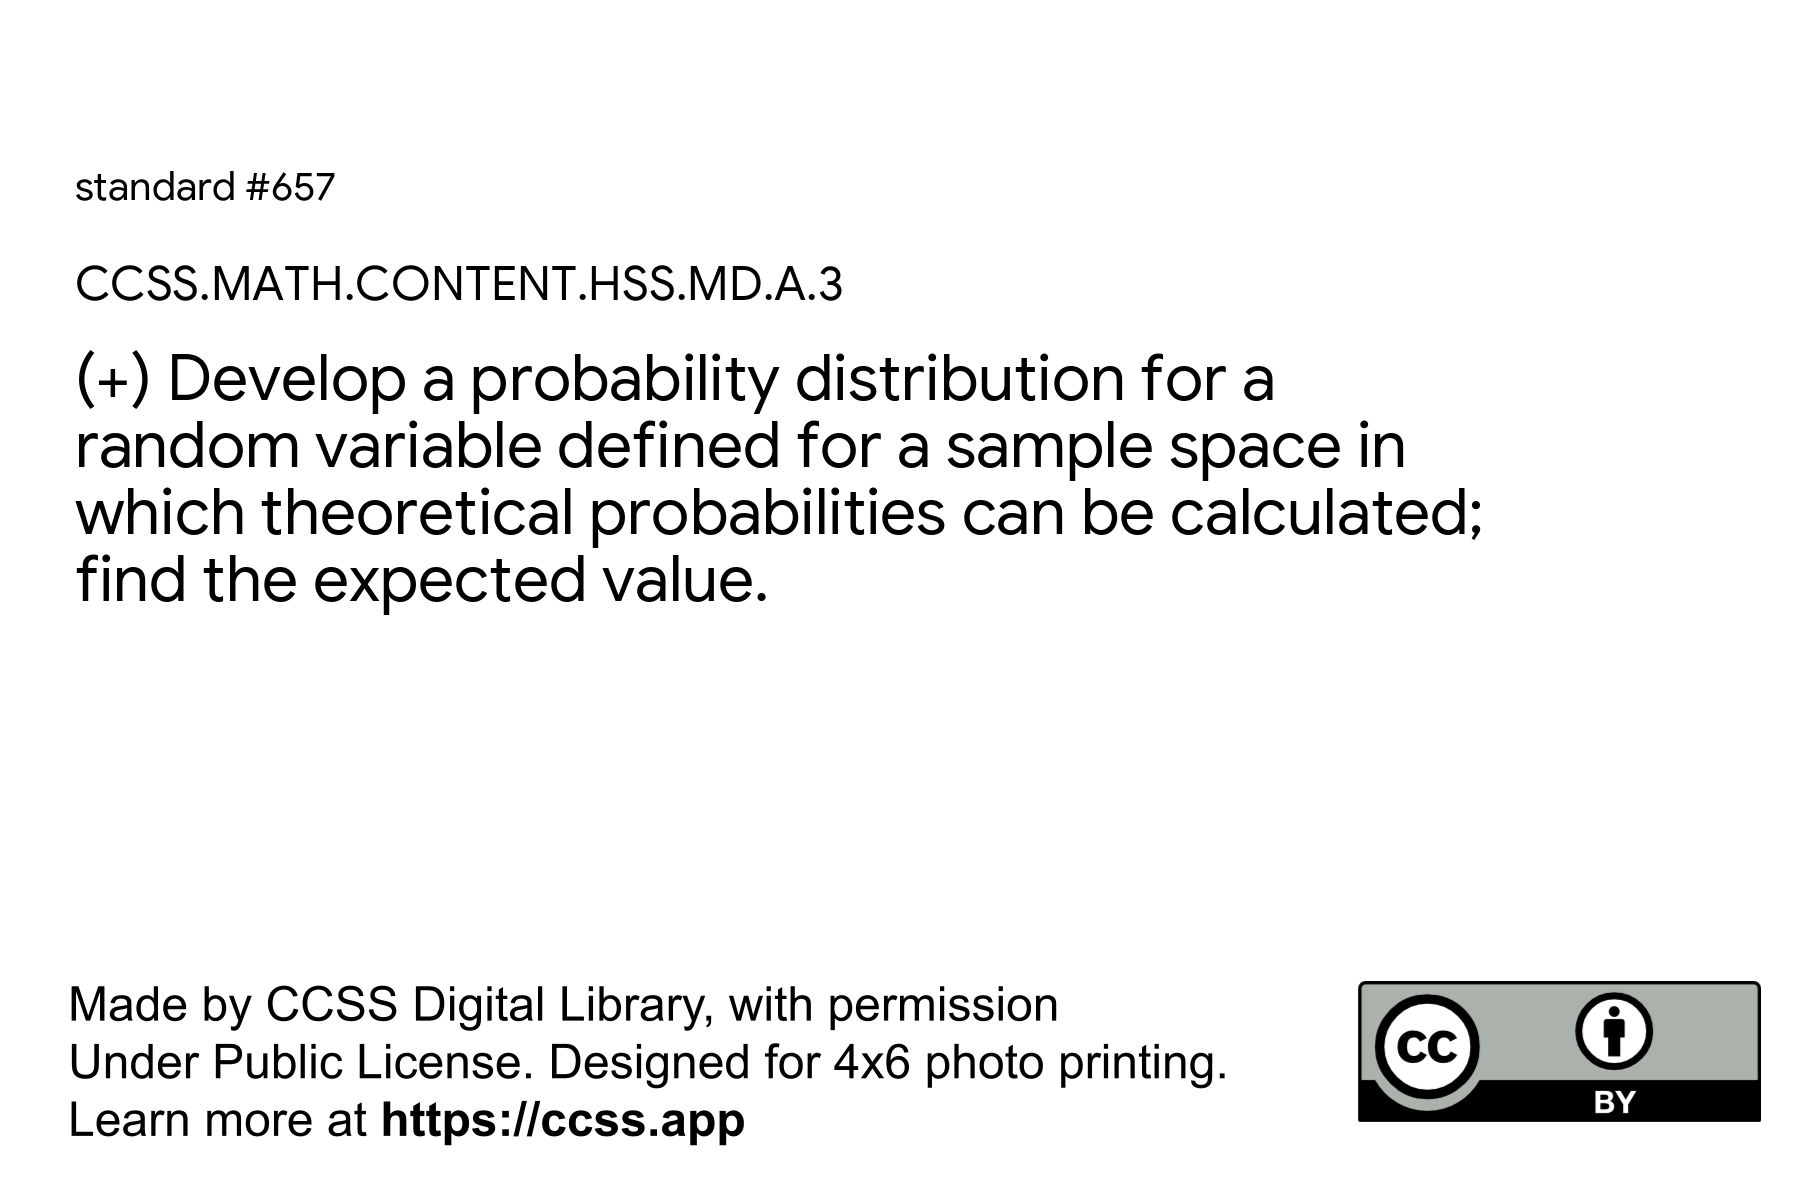 standard #657
CCSS.MATH.CONTENT.HSS.MD.A.3
(+) Develop a probability distribution for a
random variable defined for a sample space in
which theoretical probabilities can be calculated;
find the expected value.
Made by CCSS Digital Library, with permission
Under Public License. Designed for 4x6 photo printing.
Learn more at https://ccss.app
cc
BY